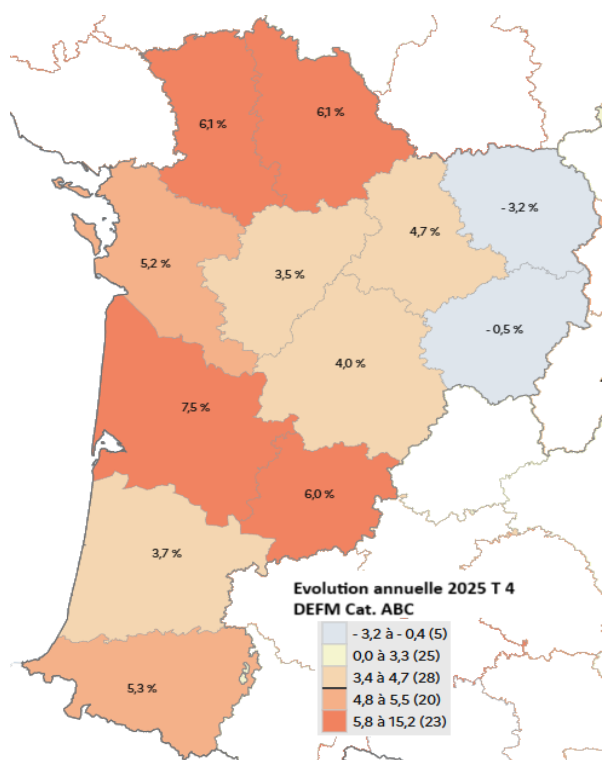 6,1 %
6,1 %
- 3,2 %
4,7 %
5,2 %
3,5 %
- 0,5 %
4,0 %
7,5 %
6,0 %
3,7 %
5,3 %
Evolution annuelle 2025 T 4
DEFM Cat. ABC
- 3,2 à - 0,4 (5)
0,0 à 3,3 (25)
3,4 à 4,7 (28)
4,8 à 5,5 (20)
5,8 à 15,2 (23)